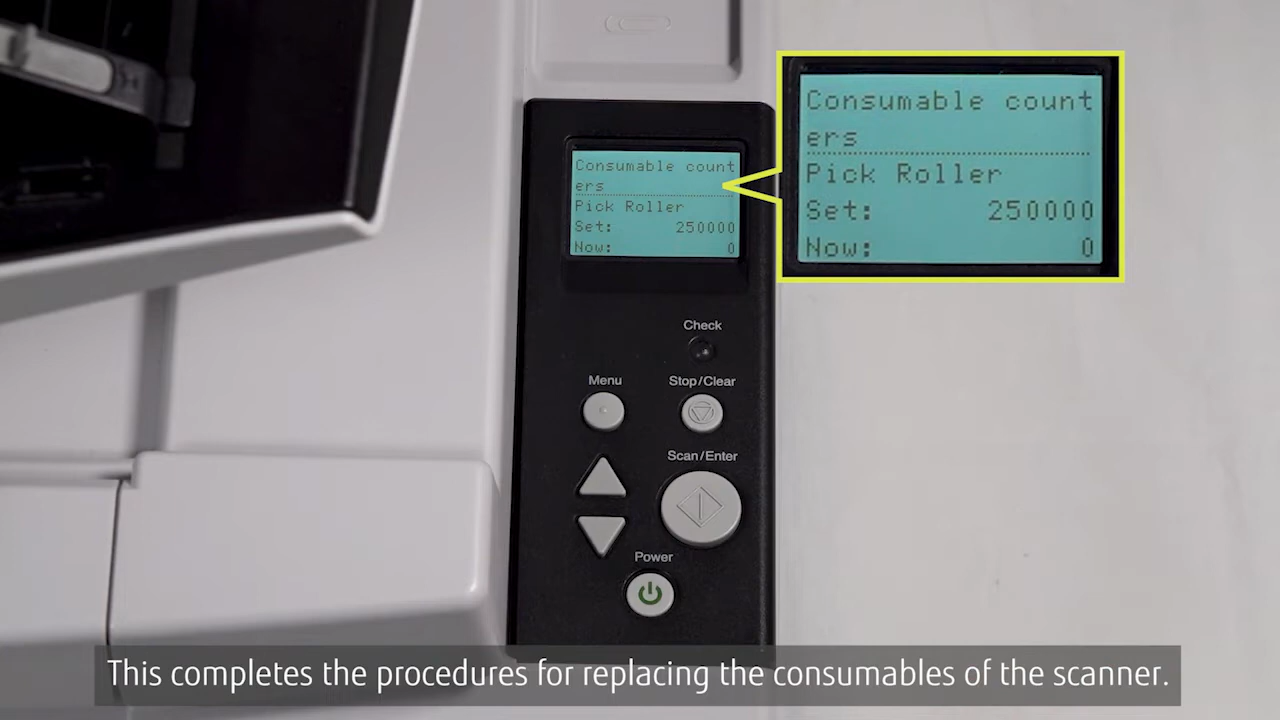 Consumable count
ers
Pick Roller
Set: 250000
Now: 0
Consumable count
ers
Pick Roller
Set: 250000
Now: 0
Check
Menu
Stop/Clear
Scan/Enter
Power
This completes the procedures for replacing the consumables of the scanner.